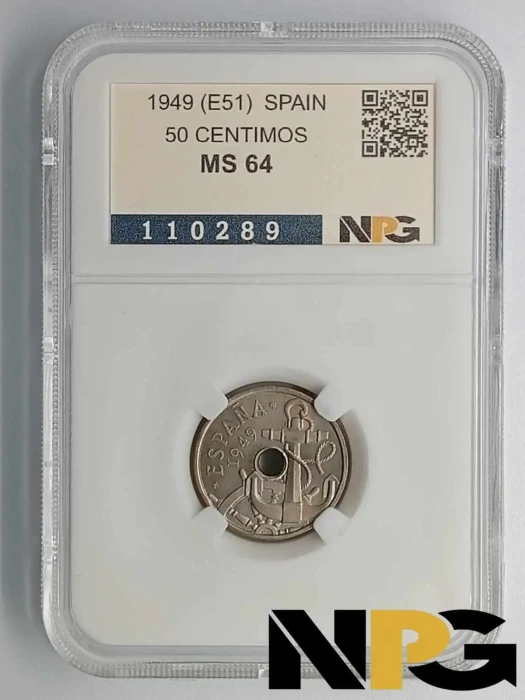 1949 (E51) SPAIN
50 CENTIMOS
MS 64
110289
NPG
* ESPAÑA *
1949
NPG